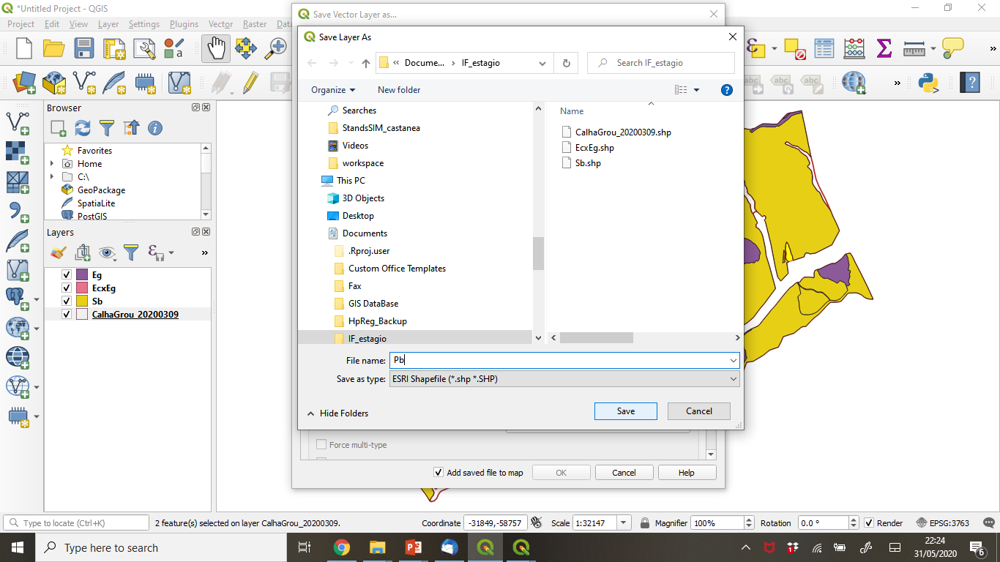 *Untitled Project - QGIS
Project Edit View Layer Settings Plugins Vector Raster Data
Save Vector Layer as...
Save Layer As
« Docume... › IF_estagio
Search IF_estagio
Organize New folder
Browser
Favorites
Home
C:\
GeoPackage
SpatiaLite
PostGIS
Layers
Eg
EcxEg
Sb
CalhaGrou_20200309
Searches
StandsSIM_castanea
Videos
workspace
This PC
3D Objects
Desktop
Documents
.Rproj.user
Custom Office Templates
Fax
GIS DataBase
HpReg_Backup
IF_estagio
Name
CalhaGrou_20200309.shp
EcxEg.shp
Sb.shp
File name: Pb
Save as type: ESRI Shapefile (*.shp *.SHP)
Hide Folders
Save Cancel
Force multi-type
Add saved file to map OK Cancel Help
Type to locate (Ctrl+K) 2 feature(s) selected on layer CalhaGrou_20200309. Coordinate -31849,-58757 Scale 1:32147 Magnifier 100% Rotation 0.0 ° Render EPSG:3763
Type here to search
22:24
31/05/2020
6